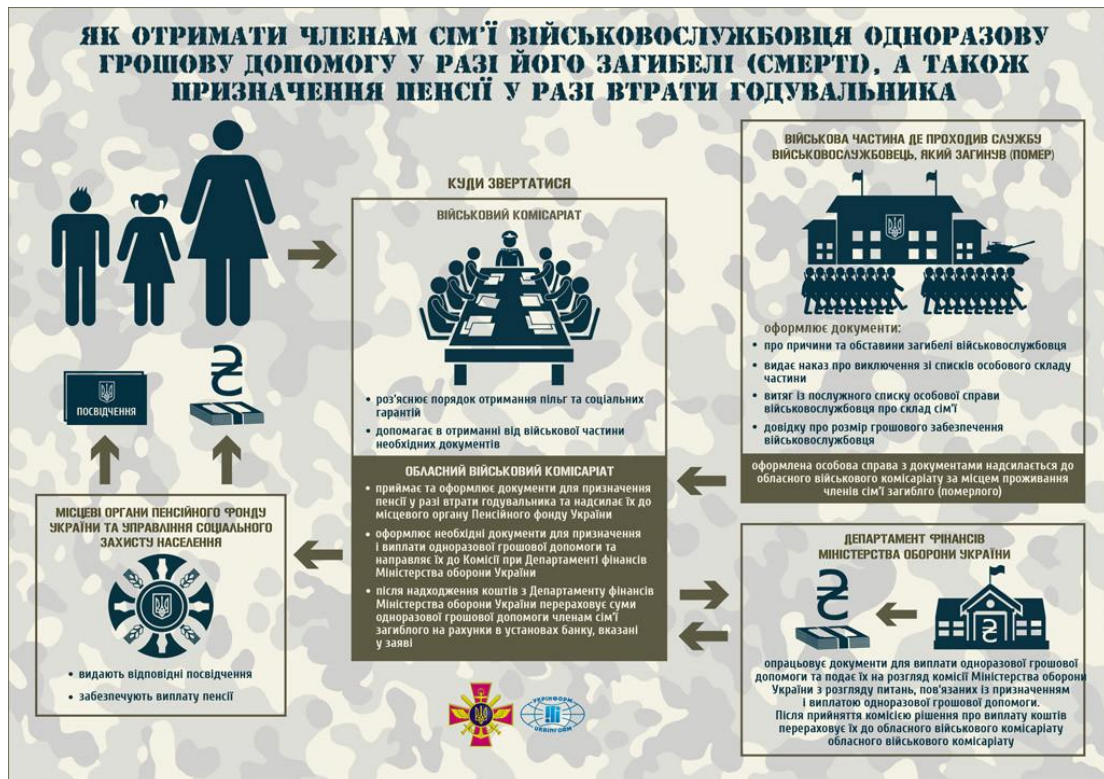 ЯК ОТРИМАТИ ЧЛЕНАМ СІМ'Ї ВІЙСЬКОВОСЛУЖБОВЦЯ ОДНОРАЗОВУ
ГРОШОВУ ДОПОМОГУ У РАЗІ ЙОГО ЗАГИБЕЛІ (СМЕРТІ), А ТАКОЖ
ПРИЗНАЧЕННЯ ПЕНСІЇ У РАЗІ ВТРАТИ ГОДУВАЛЬНИКА
КУДИ ЗВЕРТАТИСЯ
ВІЙСЬКОВИЙ КОМІСАРІАТ
• роз'яснює порядок отримання пільг та соціальних
гарантій
• допомагає в отриманні від військової частини
необхідних документів
ОБЛАСНИЙ ВІЙСЬКОВИЙ КОМІСАРІАТ
• приймає та оформлює документи для призначення
пенсії у разі втрати годувальника та надсилає їх до
місцевого органу Пенсійного фонду України
• оформлює необхідні документи для призначення
і виплати одноразової грошової допомоги та
направляє їх до Комісії при Департаменті фінансів
Міністерства оборони України
• після надходження коштів з Департаменту фінансів
Міністерства оборони України перераховує суми
одноразової грошової допомоги членам сім'ї
загиблого на рахунки в установах банку, вказані
у заяві
ВІЙСЬКОВА ЧАСТИНА ДЕ ПРОХОДИВ СЛУЖБУ
ВІЙСЬКОВОСЛУЖБОВЕЦЬ, ЯКИЙ ЗАГИНУВ (ПОМЕР)
оформлює документи:
• про причини та обставини загибелі військовослужбовця
• видає наказ про виключення зі списків особового складу
частини
• витяг із послужного списку особової справи
військовослужбовця про склад сім'ї
• довідку про розмір грошового забезпечення
військовослужбовця
оформлена особова справа з документами надсилається до
обласного військового комісаріату за місцем проживання
членів сім'ї загиблго (померлого)
ДЕПАРТАМЕНТ ФІНАНСІВ
МІНІСТЕРСТВА ОБОРОНИ УКРАЇНИ
₴
₴
опрацьовує документи для виплати одноразової грошової
допомоги та подає їх на розгляд комісії Міністерства оборони
України з розгляду питань, пов'язаних із призначенням
і виплатою одноразової грошової допомоги.
Після прийняття комісією рішення про виплату коштів
перераховує їх до обласного військового комісаріату
обласного військового комісаріату
₴
ПОСВІДЧЕННЯ
МІСЦЕВІ ОРГАНИ ПЕНСІЙНОГО ФОНДУ
УКРАЇНИ ТА УПРАВЛІННЯ СОЦІАЛЬНОГО
ЗАХИСТУ НАСЕЛЕННЯ
• видають відповідні посвідчення
• забезпечують виплату пенсії
УКРІНФОРМ
UKRINFORM